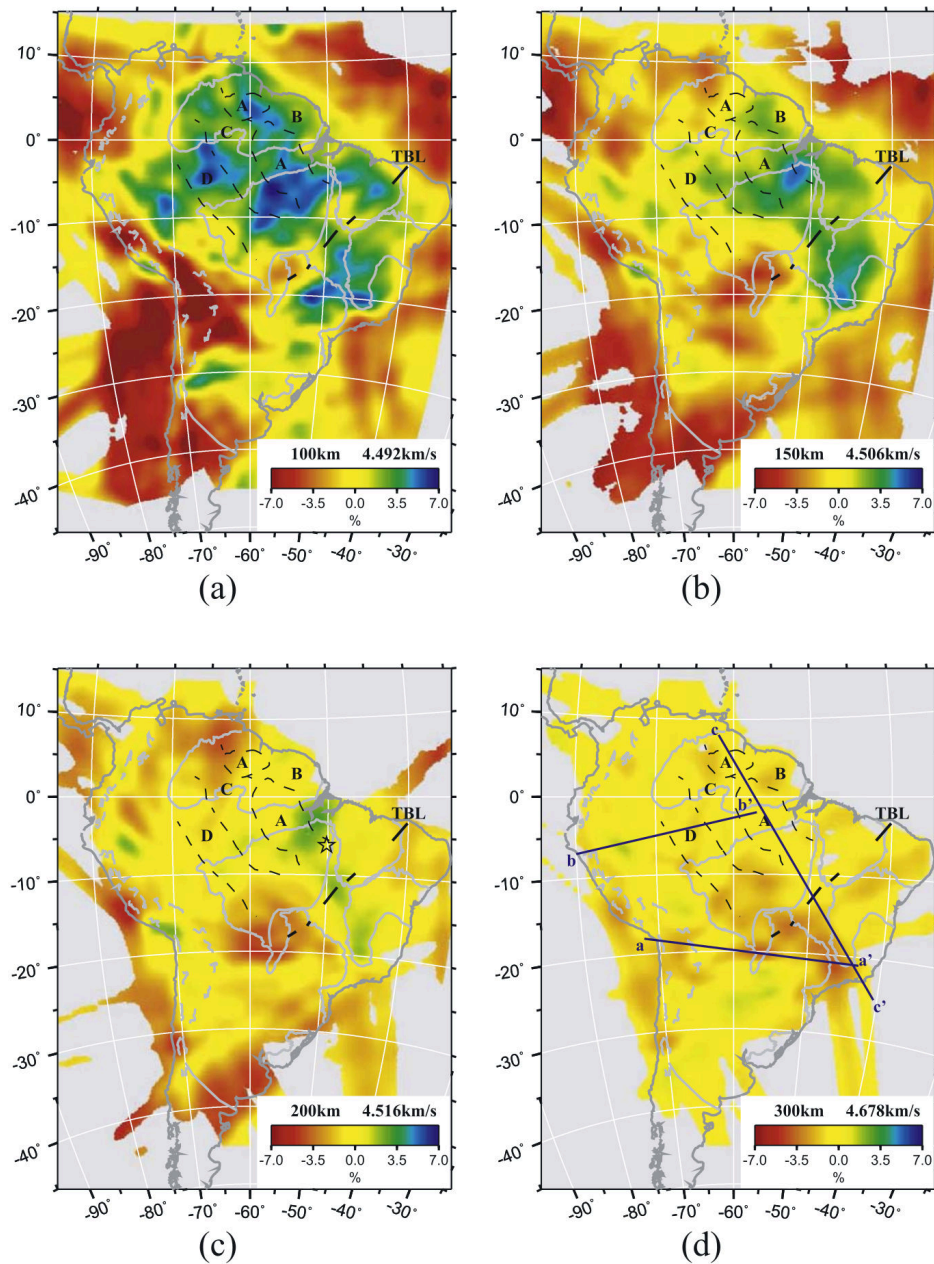 10°
0°
-10°
-20°
-30°
-40°
A
B
C
A
D
TBL
100km 4.492km/s
-7.0 -3.5 0.0 3.5 7.0
%
-90° -80° -70° -60° -50° -40° -30°
(a)
10°
0°
-10°
-20°
-30°
-40°
A
B
C
A
D
TBL
150km 4.506km/s
-7.0 -3.5 0.0 3.5 7.0
%
-90° -80° -70° -60° -50° -40° -30°
(b)
10°
0°
-10°
-20°
-30°
-40°
A
B
C
A
D
TBL
200km 4.516km/s
-7.0 -3.5 0.0 3.5 7.0
%
-90° -80° -70° -60° -50° -40° -30°
(c)
10°
0°
-10°
-20°
-30°
-40°
c
A
B
C
b'
A
D
TBL
b
a
a'
c'
300km 4.678km/s
-7.0 -3.5 0.0 3.5 7.0
%
-90° -80° -70° -60° -50° -40° -30°
(d)